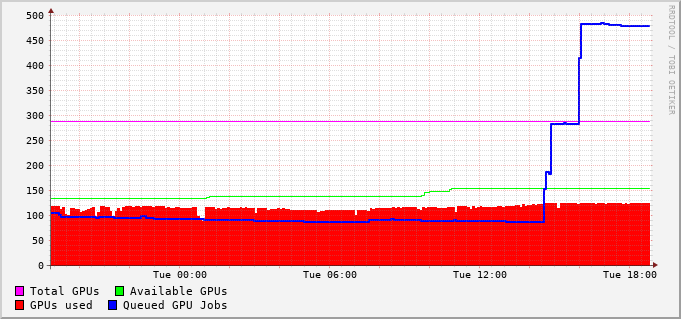 500
450
400
350
300
250
200
150
100
50
0
Tue 00:00 Tue 06:00 Tue 12:00 Tue 18:00
Total GPUs Available GPUs
GPUs used Queued GPU Jobs
RRDTOOL / TOBI OETIKER